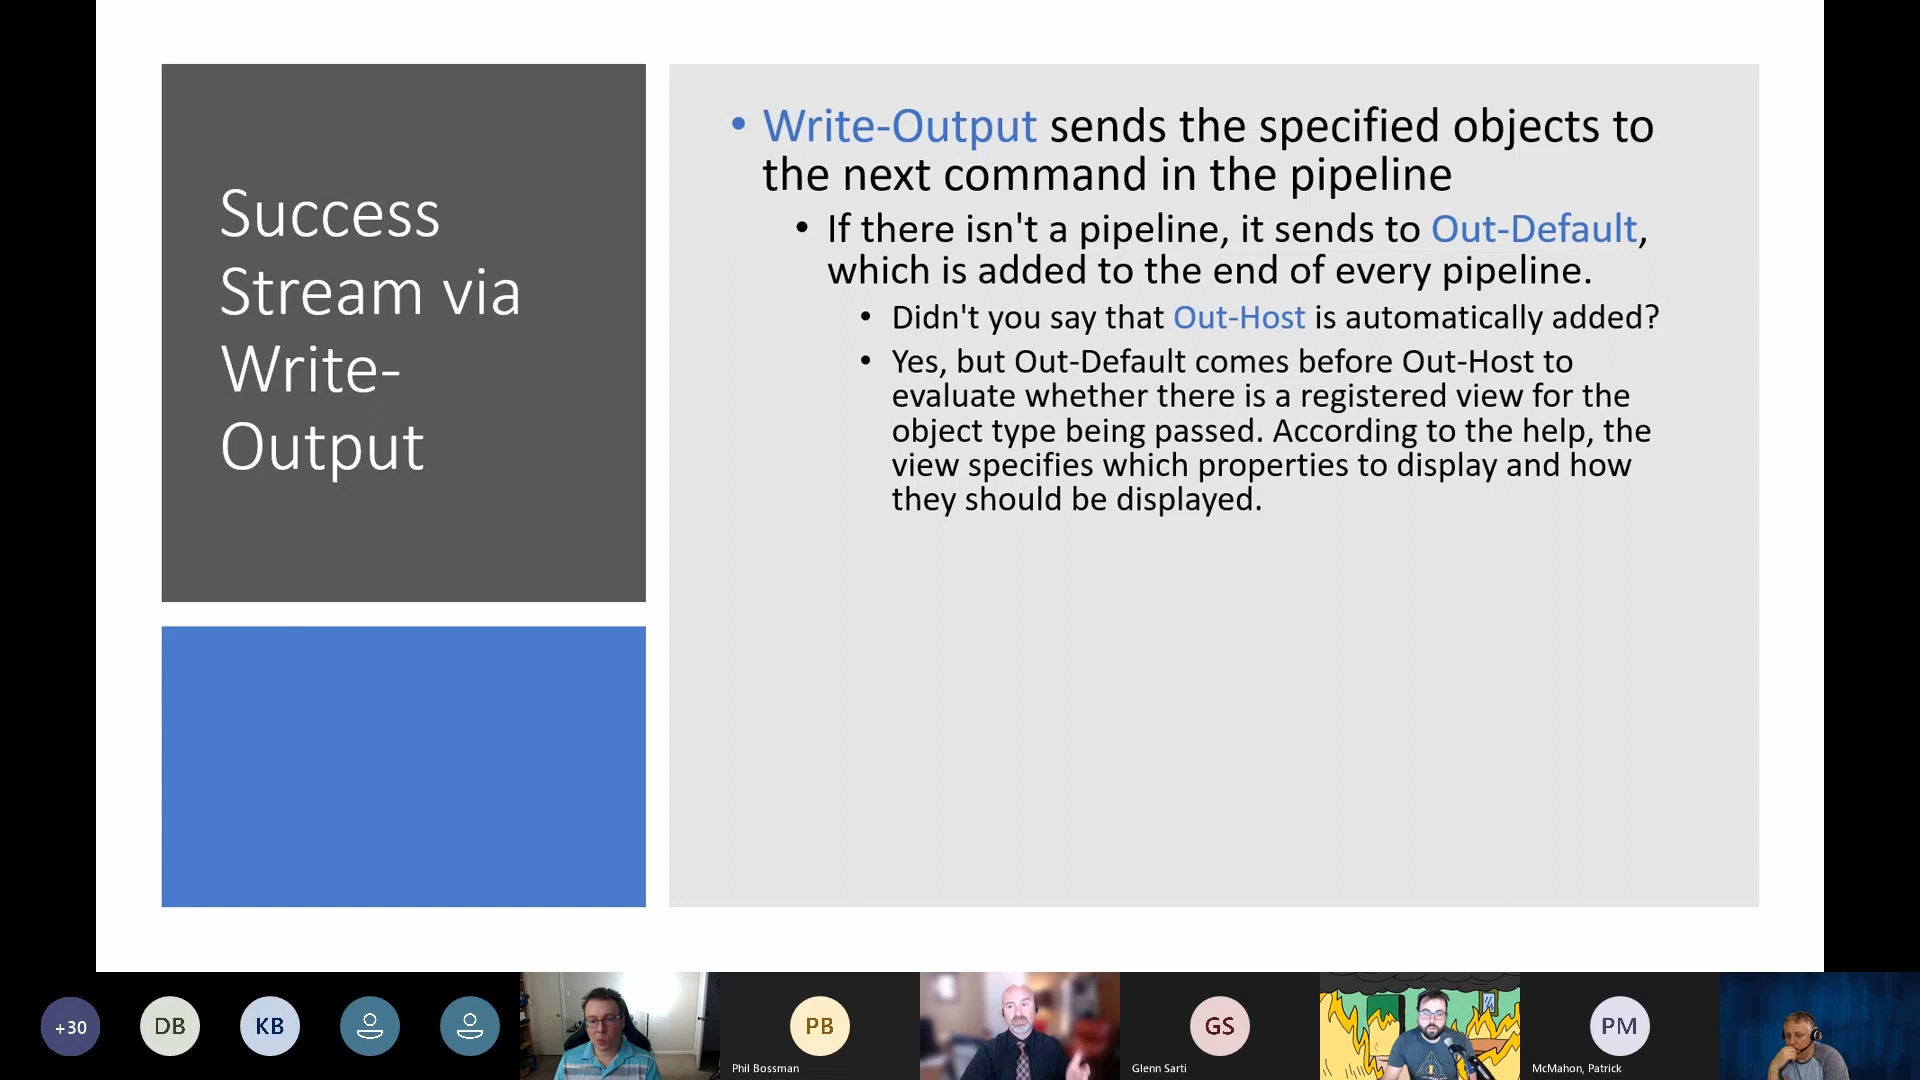 Success
Stream via
Write-
Output
• Write-Output sends the specified objects to
the next command in the pipeline
• If there isn't a pipeline, it sends to Out-Default,
which is added to the end of every pipeline.
• Didn't you say that Out-Host is automatically added?
• Yes, but Out-Default comes before Out-Host to
evaluate whether there is a registered view for the
object type being passed. According to the help, the
view specifies which properties to display and how
they should be displayed.
+30
DB
KB
PB
Phil Bossman
GS
Glenn Sarti
PM
McMahon, Patrick